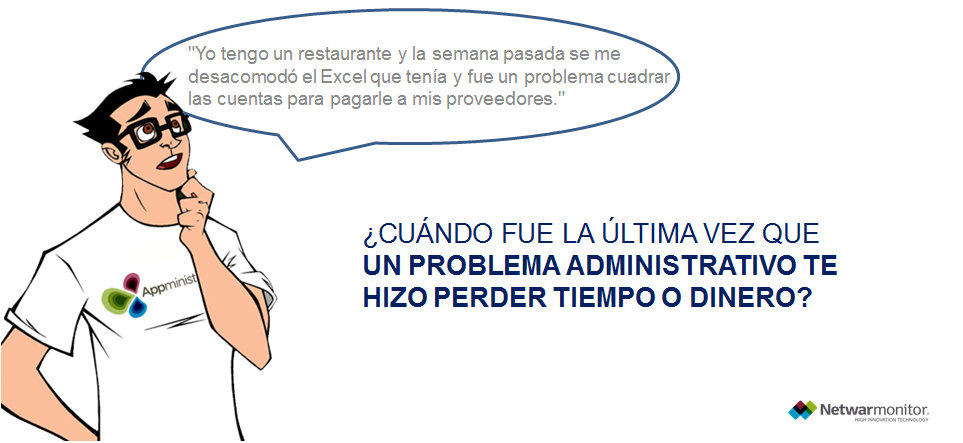 "Yo tengo un restaurante y la semana pasada se me
desacomodó el Excel que tenía y fue un problema cuadrar
las cuentas para pagarle a mis proveedores."
¿CUÁNDO FUE LA ÚLTIMA VEZ QUE
UN PROBLEMA ADMINISTRATIVO TE
HIZO PERDER TIEMPO O DINERO?
Appminist
Netwarmonitor.
HIGH INNOVATION TECHNOLOGY